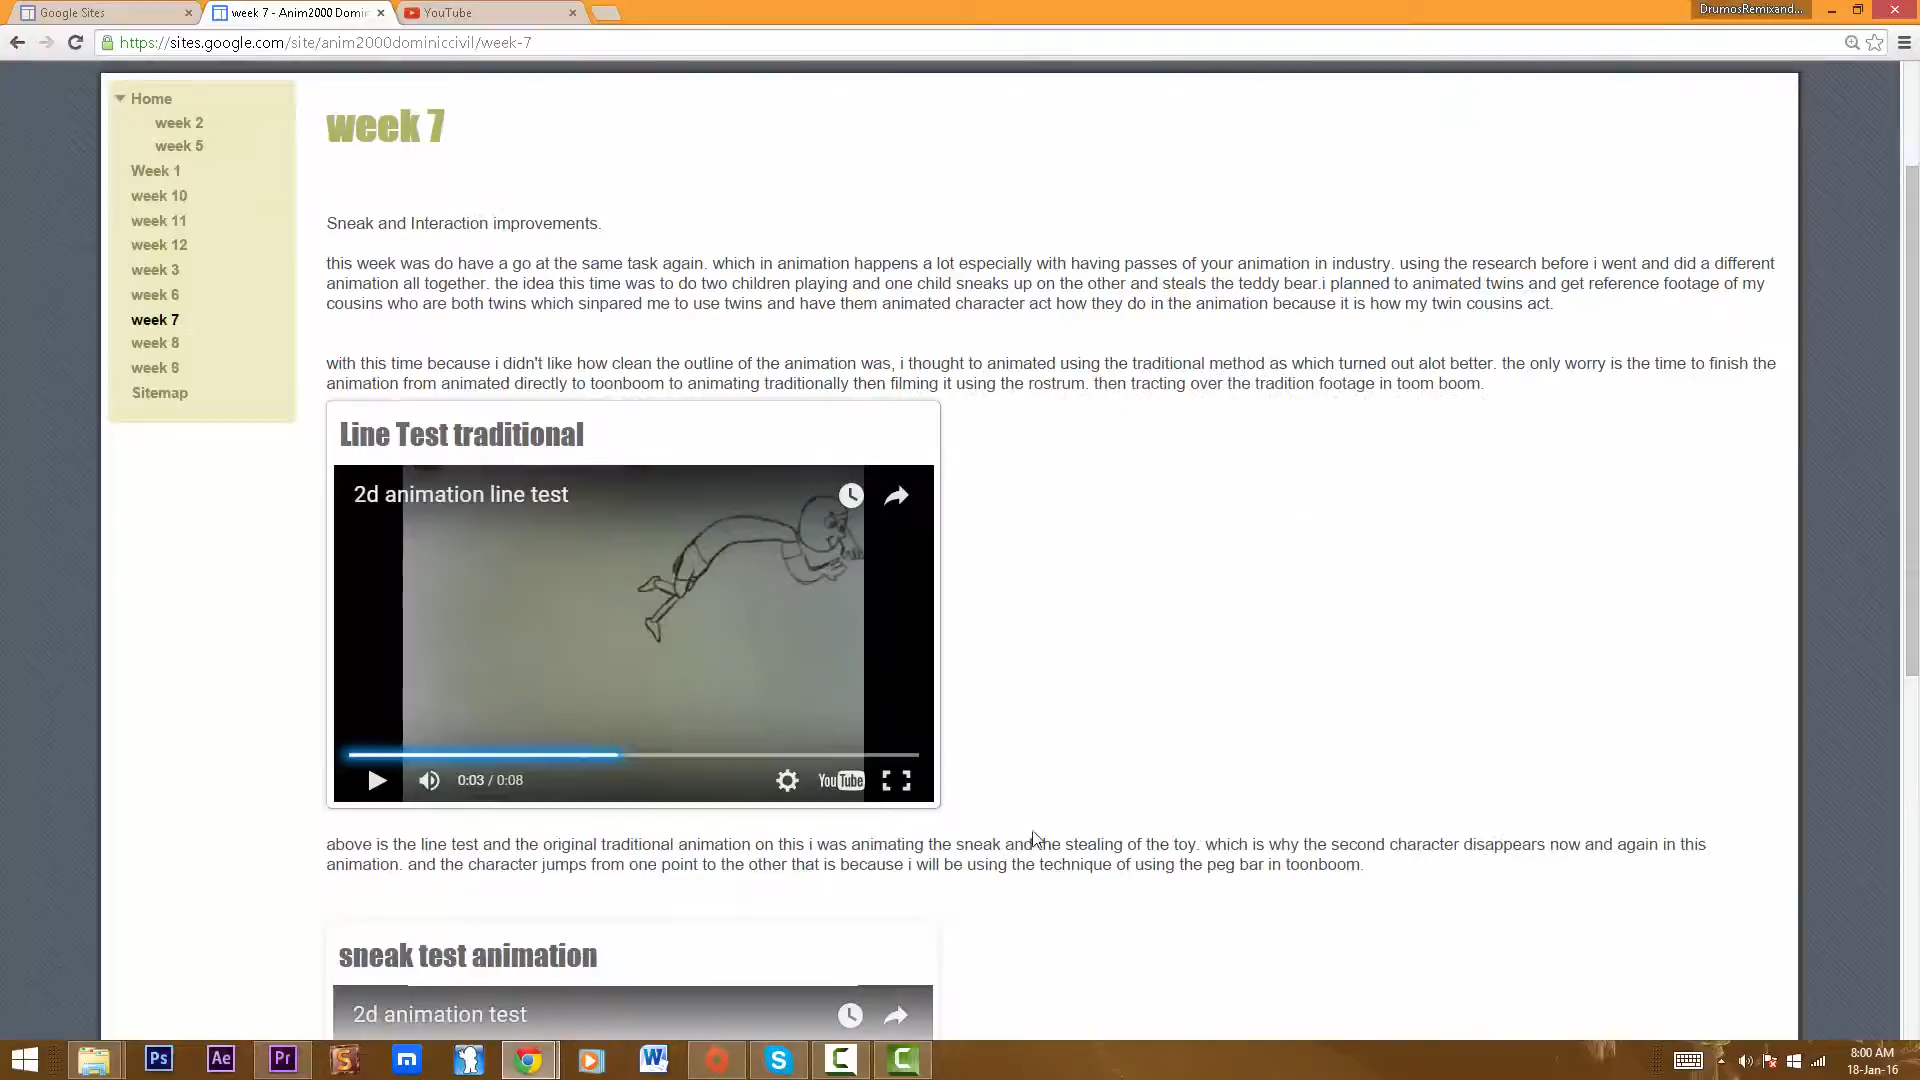 Google Sites
week 7 - Anim2000 Domini
YouTube
DrumosRemixand...
https://sites.google.com/site/anim2000dominiccivil/week-7
Home
week 2
week 5
Week 1
week 10
week 11
week 12
week 3
week 6
week 7
week 8
week 8
Sitemap
week 7
Sneak and Interaction improvements.
this week was do have a go at the same task again. which in animation happens a lot especially with having passes of your animation in industry. using the research before i went and did a different
animation all together. the idea this time was to do two children playing and one child sneaks up on the other and steals the teddy bear.i planned to animated twins and get reference footage of my
cousins who are both twins which sinpared me to use twins and have them animated character act how they do in the animation because it is how my twin cousins act.
with this time because i didn't like how clean the outline of the animation was, i thought to animated using the traditional method as which turned out alot better. the only worry is the time to finish the
animation from animated directly to toonboom to animating traditionally then filming it using the rostrum. then tracting over the tradition footage in toom boom.
Line Test traditional
2d animation line test
0:03 / 0:08
YouTube
above is the line test and the original traditional animation on this i was animating the sneak and the stealing of the toy. which is why the second character disappears now and again in this
animation. and the character jumps from one point to the other that is because i will be using the technique of using the peg bar in toonboom.
sneak test animation
2d animation test
Ps
Ae
Pr
8:00 AM
18-Jan-16